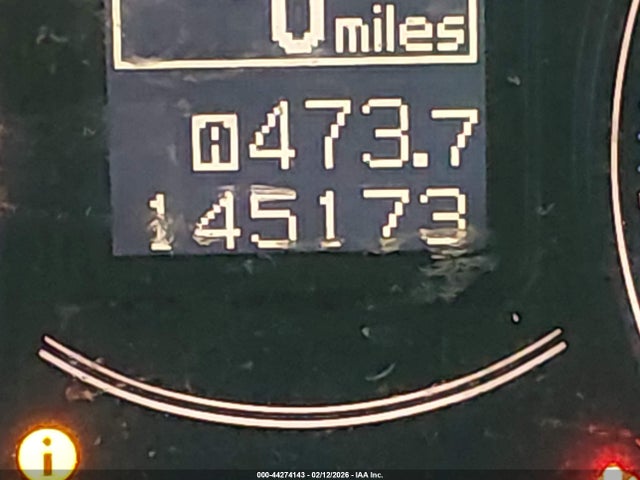 0 miles
A 473.7
145173
i
000-44274143 - 02/12/2026 - IAA Inc.